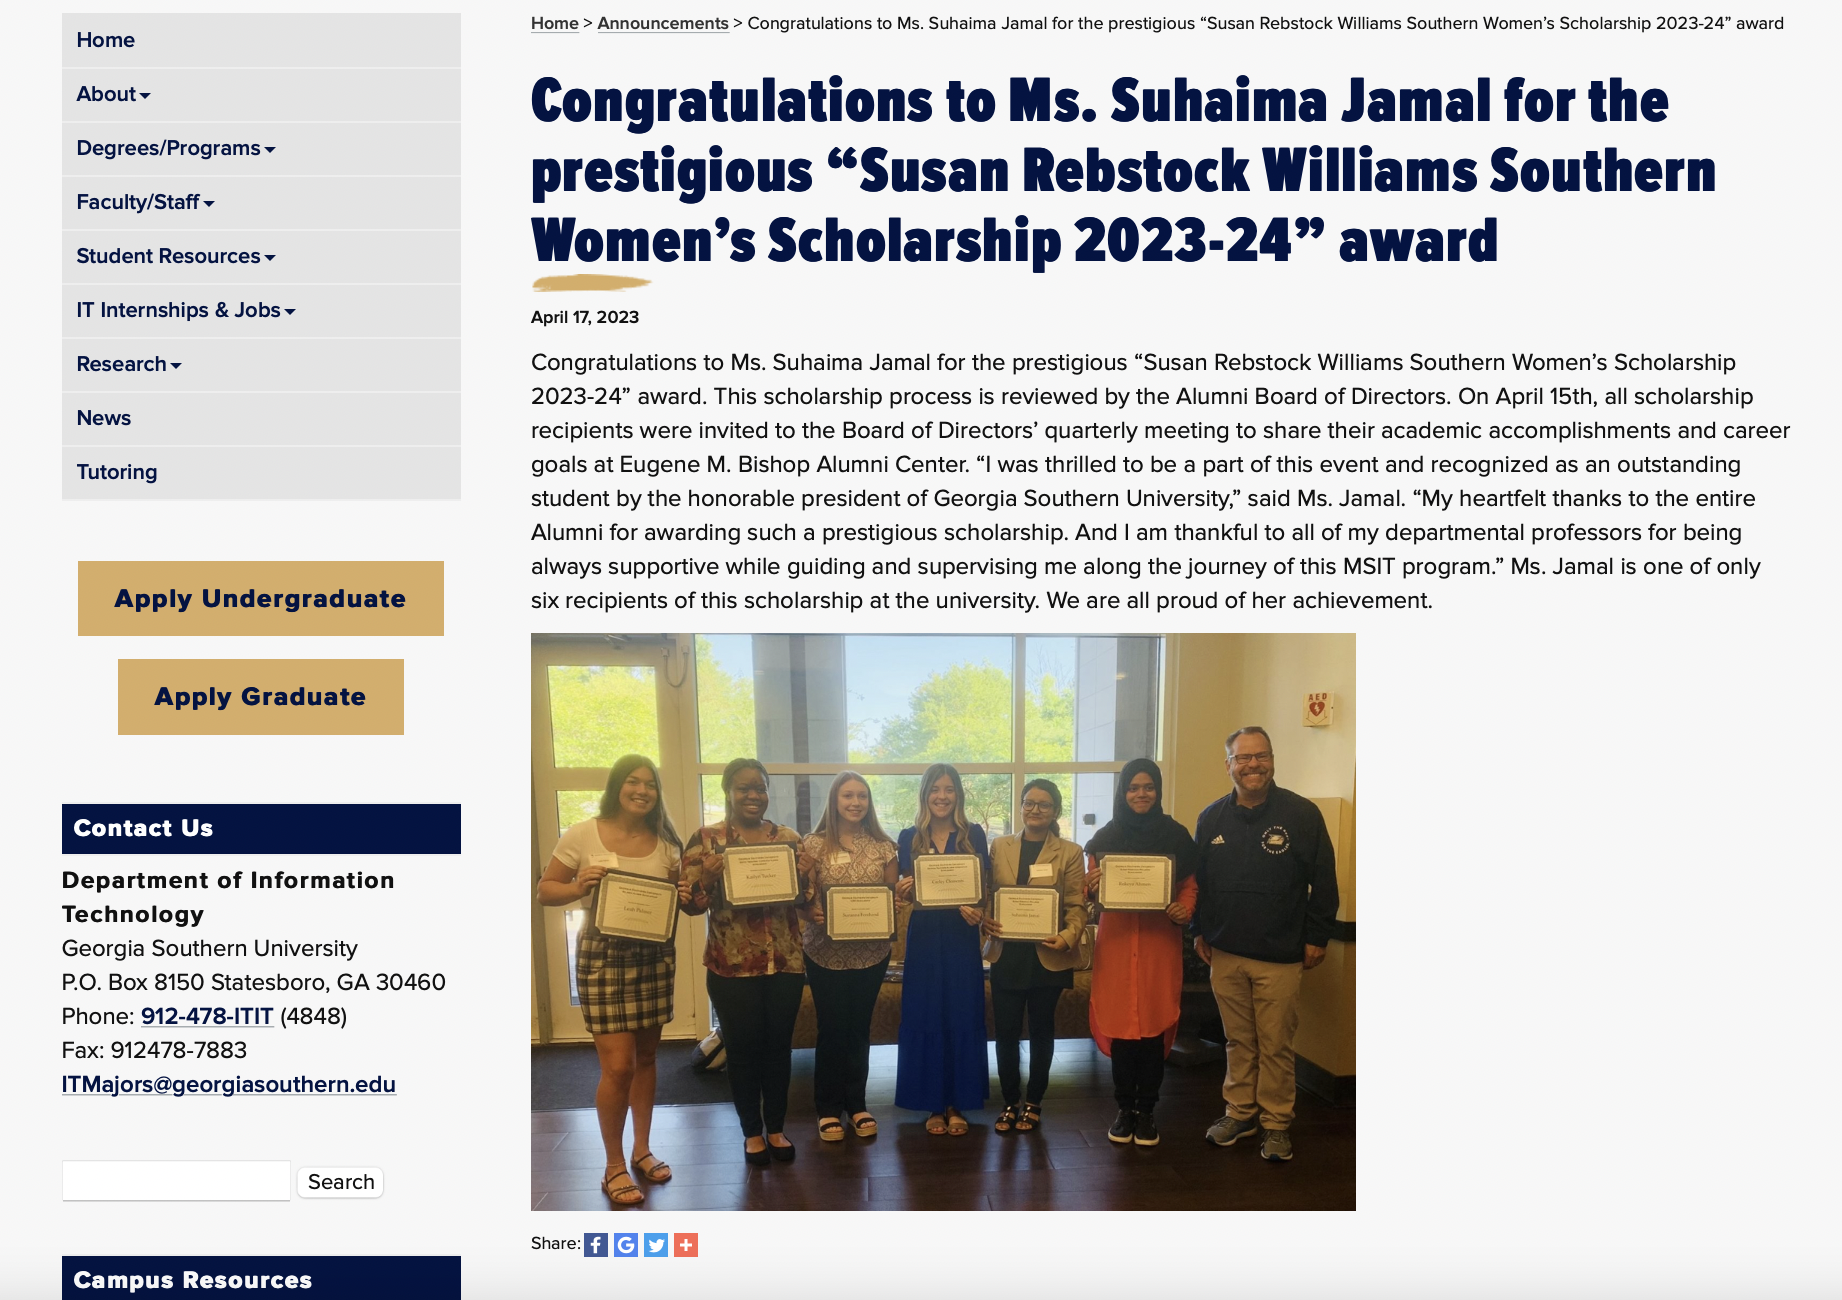 Home
About
Degrees/Programs
Faculty/Staff
Student Resources
IT Internships & Jobs
Research
News
Tutoring
Apply Undergraduate
Apply Graduate
Contact Us
Department of Information
Technology
Georgia Southern University
P.O. Box 8150 Statesboro, GA 30460
Phone: 912-478-ITIT (4848)
Fax: 912478-7883
ITMajors@georgiasouthern.edu
Search
Campus Resources
Home > Announcements > Congratulations to Ms. Suhaima Jamal for the prestigious “Susan Rebstock Williams Southern Women’s Scholarship 2023-24” award
Congratulations to Ms. Suhaima Jamal for the
prestigious “Susan Rebstock Williams Southern
Women’s Scholarship 2023-24” award
April 17, 2023
Congratulations to Ms. Suhaima Jamal for the prestigious “Susan Rebstock Williams Southern Women’s Scholarship
2023-24” award. This scholarship process is reviewed by the Alumni Board of Directors. On April 15th, all scholarship
recipients were invited to the Board of Directors’ quarterly meeting to share their academic accomplishments and career
goals at Eugene M. Bishop Alumni Center. “I was thrilled to be a part of this event and recognized as an outstanding
student by the honorable president of Georgia Southern University,” said Ms. Jamal. “My heartfelt thanks to the entire
Alumni for awarding such a prestigious scholarship. And I am thankful to all of my departmental professors for being
always supportive while guiding and supervising me along the journey of this MSIT program.” Ms. Jamal is one of only
six recipients of this scholarship at the university. We are all proud of her achievement.
AED
Share: